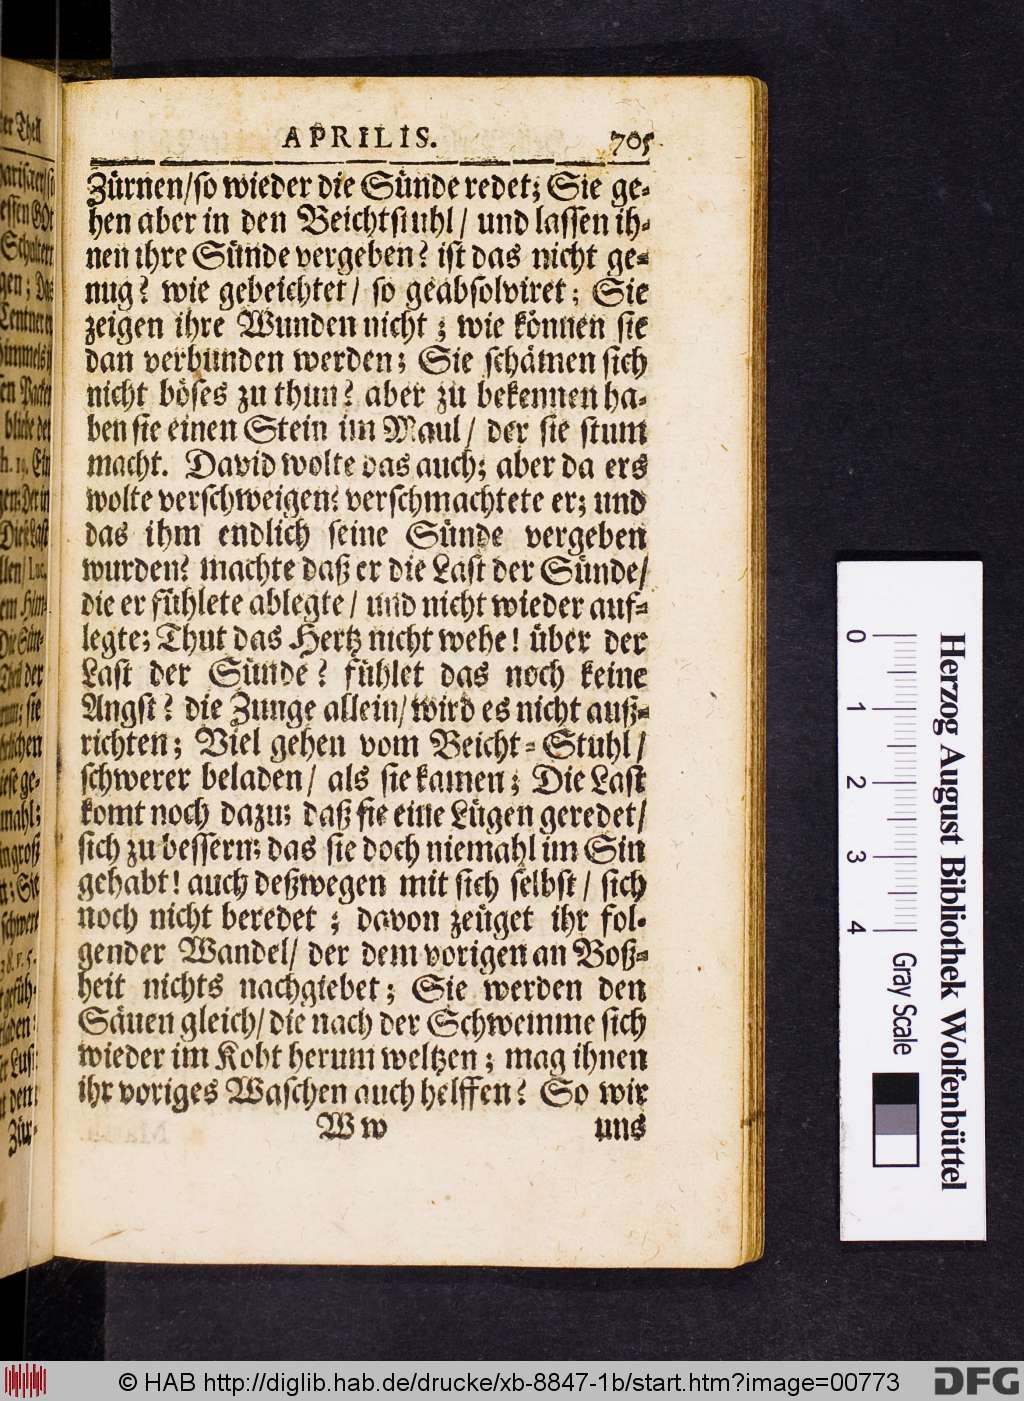 APRILIS. 705
Zürnen/so wieder die Sünde redet; Sie ge-
hen aber in den Beichtstuhl/ und lassen ih-
nen ihre Sünde vergeben? ist das nicht ge-
nug? wie gebeichtet/ so geabsolviret; Sie
zeigen ihre Wunden nicht; wie können sie
dan verbunden werden; Sie schämen sich
nicht böses zu thun? aber zu bekennen ha-
ben sie einen Stein im Maul/ der sie stum
macht. David wolte das auch; aber da ers
wolte verschweigen? verschmachtete er; und
das ihm endlich seine Sünde vergeben
wurden? machte daß er die Last der Sünde/
die er fühlete ablegte/ und nicht wieder auf-
legte; Thut das Hertz nicht wehe! über der
Last der Sünde? fühlet das noch keine
Angst? die Zunge allein/ wird es nicht auß-
richten; Viel gehen vom Beicht-Stuhl/
schwerer beladen/ als sie kamen; Die Last
komt noch dazu; daß sie eine Lügen geredet/
sich zu bessern; das sie doch niemahl im Sin
gehabt! auch deßwegen mit sich selbst/ sich
noch nicht beredet; davon zeüget ihr fol-
gender Wandel/ der dem vorigen an Boß-
heit nichts nachgiebet; Sie werden den
Säuen gleich/ die nach der Schwemme sich
wieder im Kobt herum weltzen; mag ihnen
ihr voriges Waschen auch helffen? So wir
Ww uns
0 1 2 3 4
Gray Scale
Herzog August Bibliothek Wolfenbüttel
© HAB http://diglib.hab.de/drucke/xb-8847-1b/start.htm?image=00773
DFG